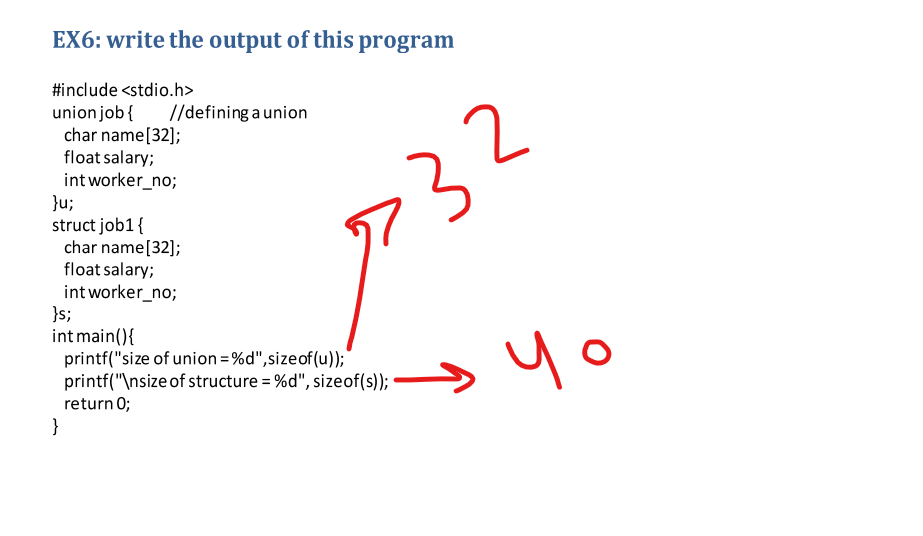 EX6: write the output of this program
#include <stdio.h>
union job {        //defining a union
   char name[32];
   float salary;
   int worker_no;
}u;
struct job1 {
   char name[32];
   float salary;
   int worker_no;
}s;
int main(){
   printf("size of union = %d",sizeof(u));
   printf("\nsize of structure = %d", sizeof(s));
   return 0;
}
32
40